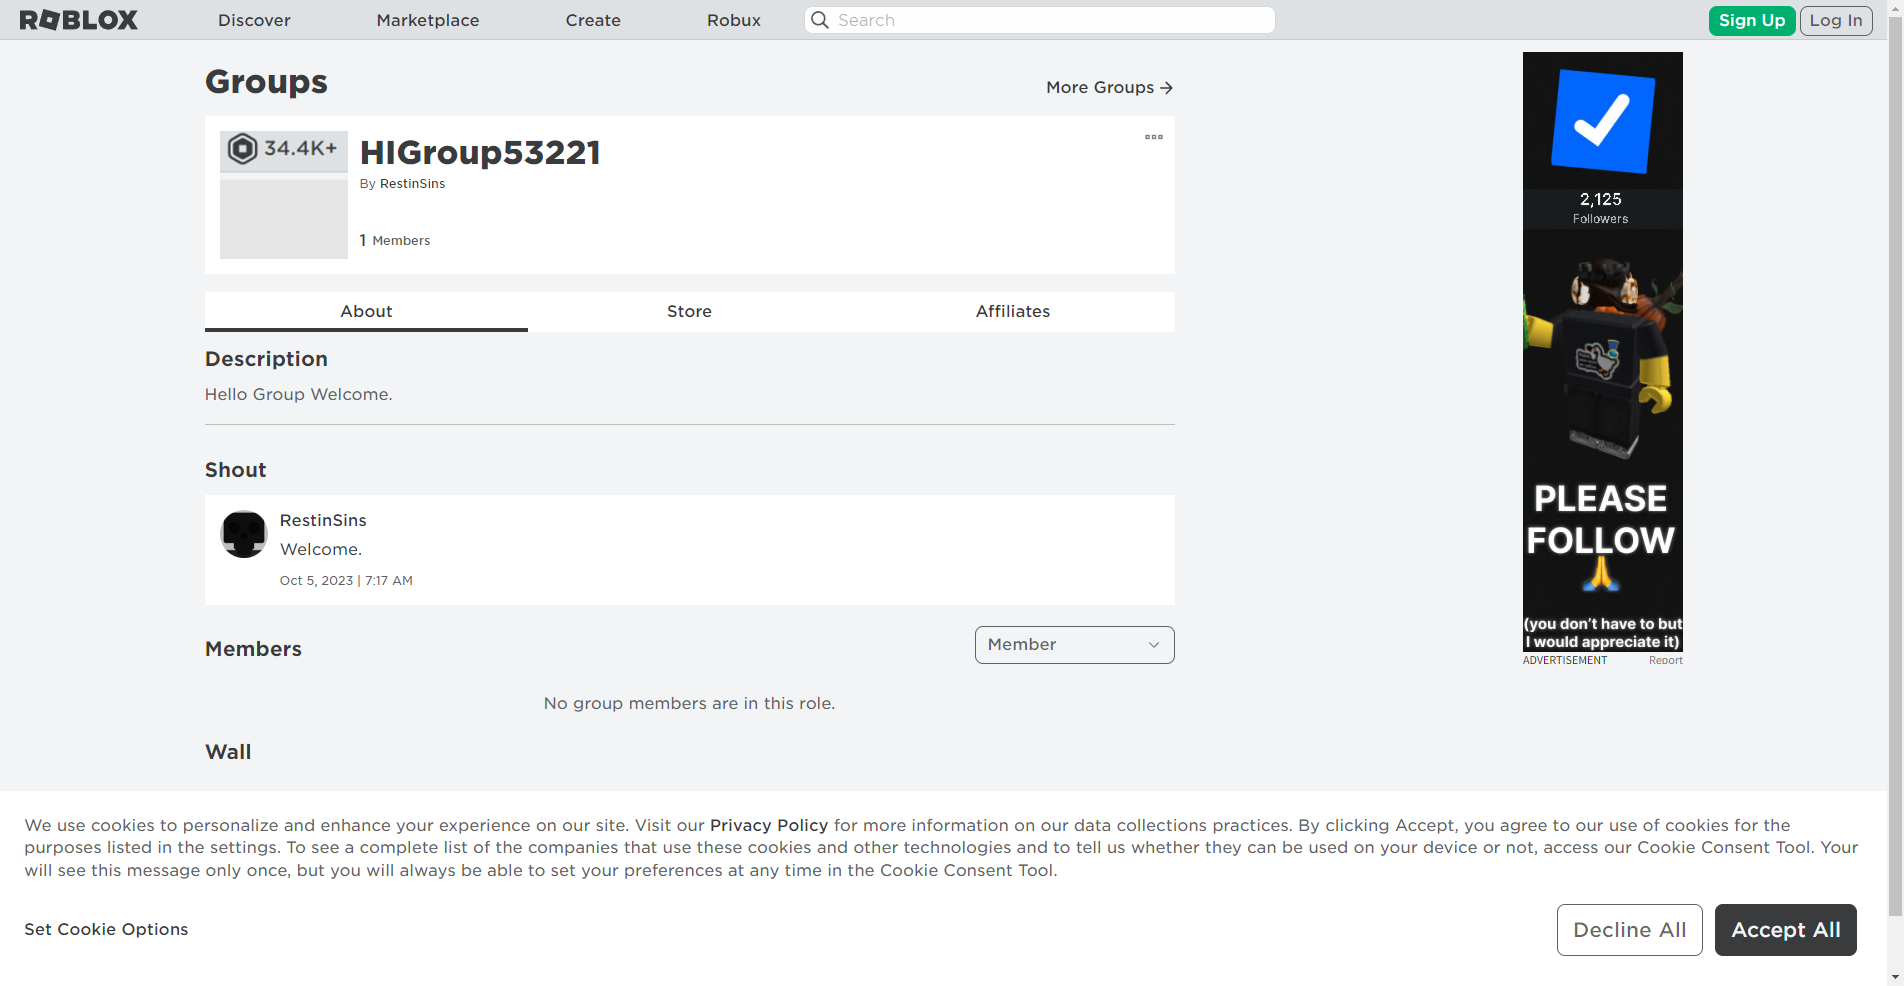 ROBLOX
Discover
Marketplace
Create
Robux
Search
Sign Up
Log In
Groups
More Groups
34.4K+
HIGroup53221
By RestinSins
1 Members
About
Store
Affiliates
Description
Hello Group Welcome.
Shout
RestinSins
Welcome.
Oct 5, 2023 | 7:17 AM
Members
Member
No group members are in this role.
Wall
2,125
Followers
PLEASE
FOLLOW
(you don't have to but
I would appreciate it)
ADVERTISEMENT
Report
We use cookies to personalize and enhance your experience on our site. Visit our Privacy Policy for more information on our data collections practices. By clicking Accept, you agree to our use of cookies for the
purposes listed in the settings. To see a complete list of the companies that use these cookies and other technologies and to tell us whether they can be used on your device or not, access our Cookie Consent Tool. Your
will see this message only once, but you will always be able to set your preferences at any time in the Cookie Consent Tool.
Set Cookie Options
Decline All
Accept All